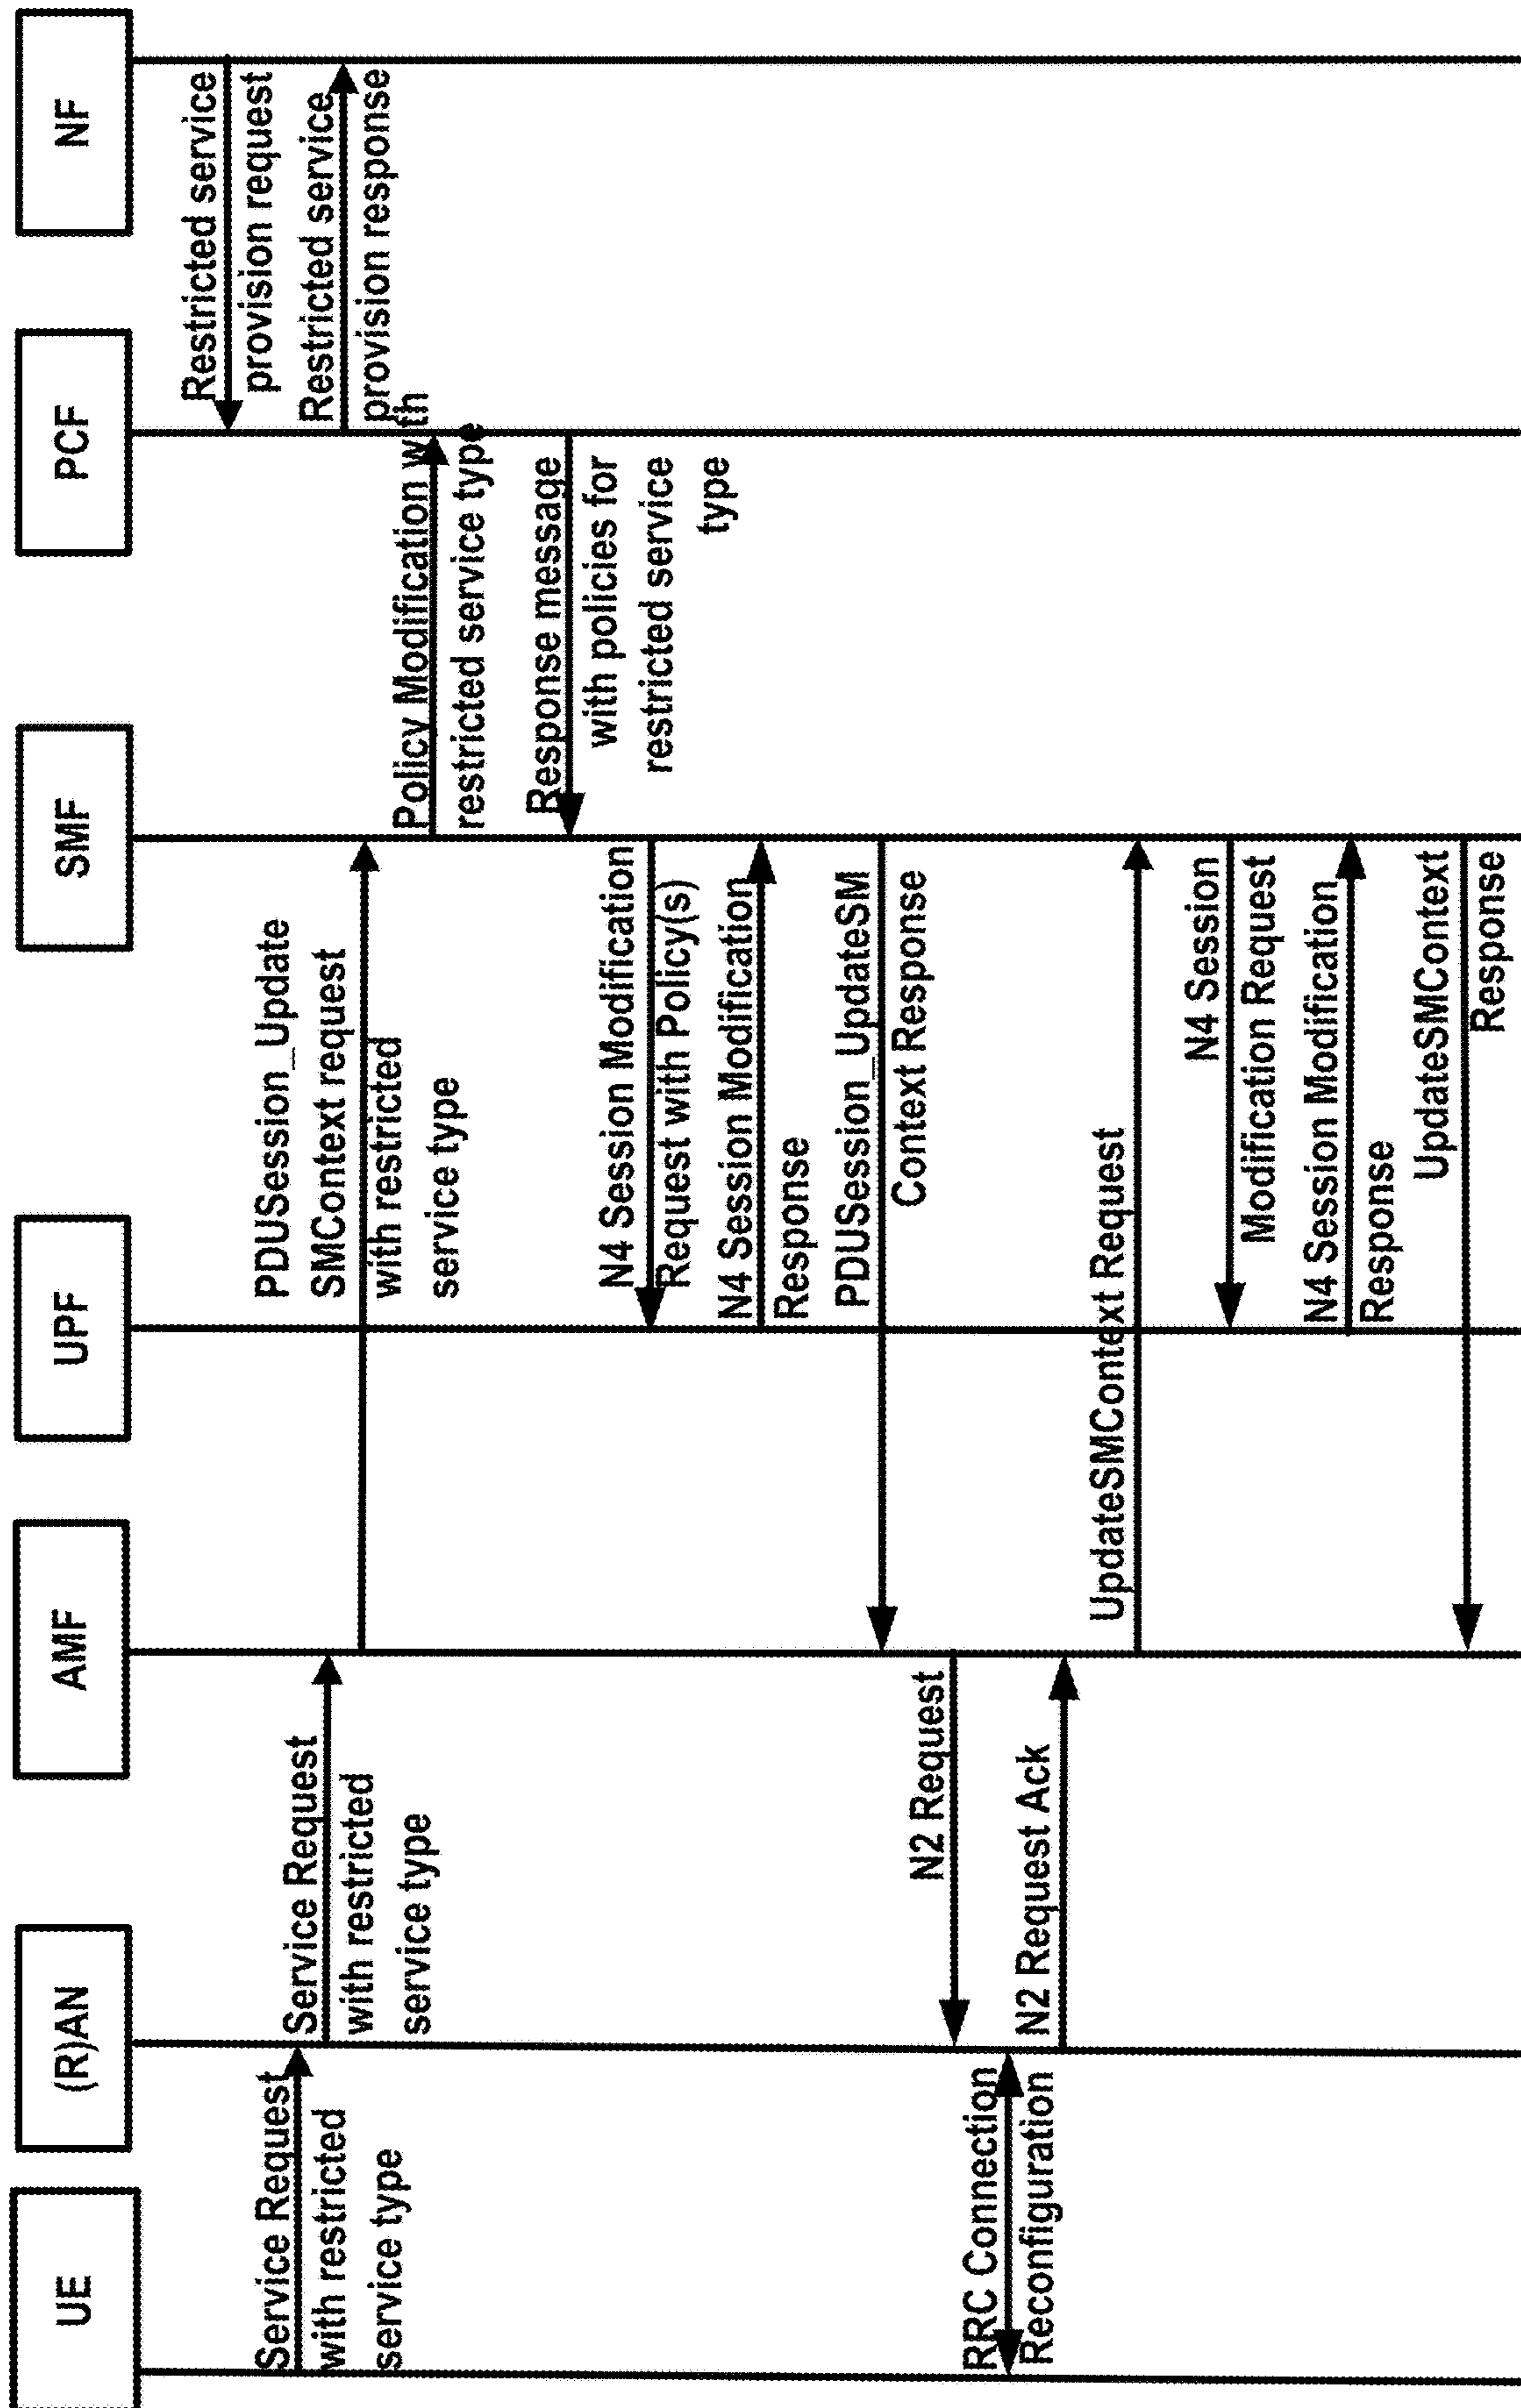 UE
(R)AN
AMF
UPF
SMF
PCF
NF
Restricted service
provision request
Restricted service
provision response
Service Request
with restricted
service type
Service Request
with restricted
service type
PDUSession_Update
SMContext request
with restricted
service type
Policy Modification with
restricted service type
Response message
with policies for
restricted service
type
N4 Session Modification
Request with Policy(s)
N4 Session Modification
Response
PDUSession_UpdateSM
Context Response
N2 Request
RRC Connection
Reconfiguration
N2 Request Ack
UpdateSMContext Request
N4 Session
Modification Request
N4 Session Modification
Response
UpdateSMContext
Response